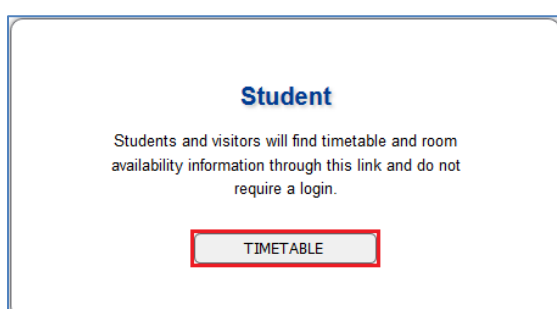 Student
Students and visitors will find timetable and room
availability information through this link and do not
require a login.
TIMETABLE